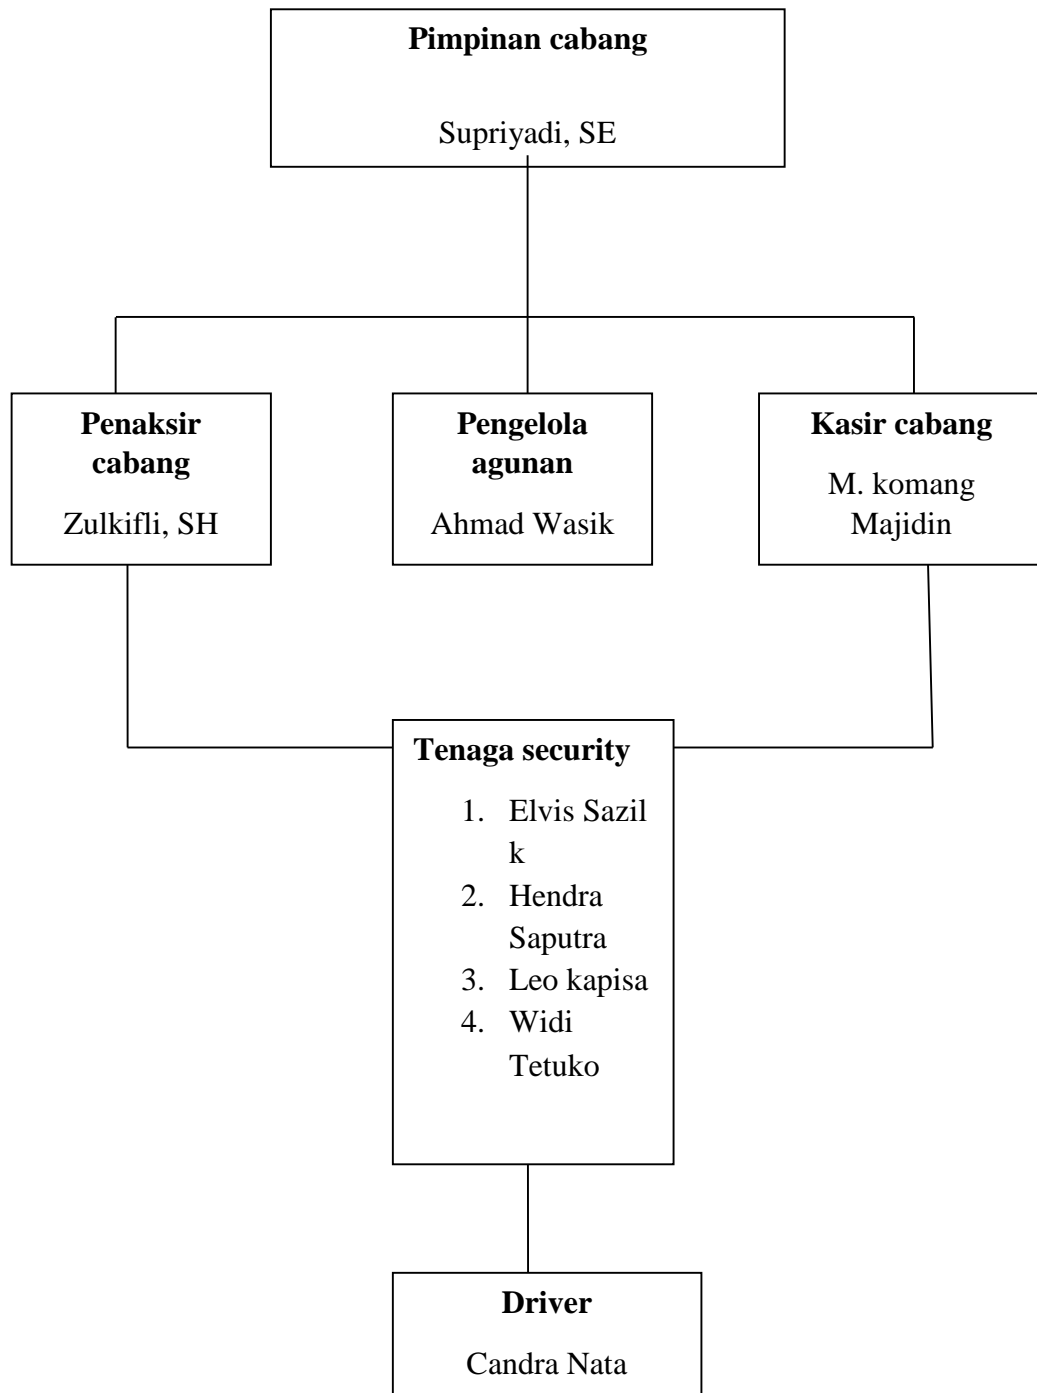 Pimpinan cabang
Supriyadi, SE
Penaksir
cabang
Zulkifli, SH
Pengelola
agunan
Ahmad Wasik
Kasir cabang
M. komang
Majidin
Tenaga security
1. Elvis Sazil
k
2. Hendra
Saputra
3. Leo kapisa
4. Widi
Tetuko
Driver
Candra Nata